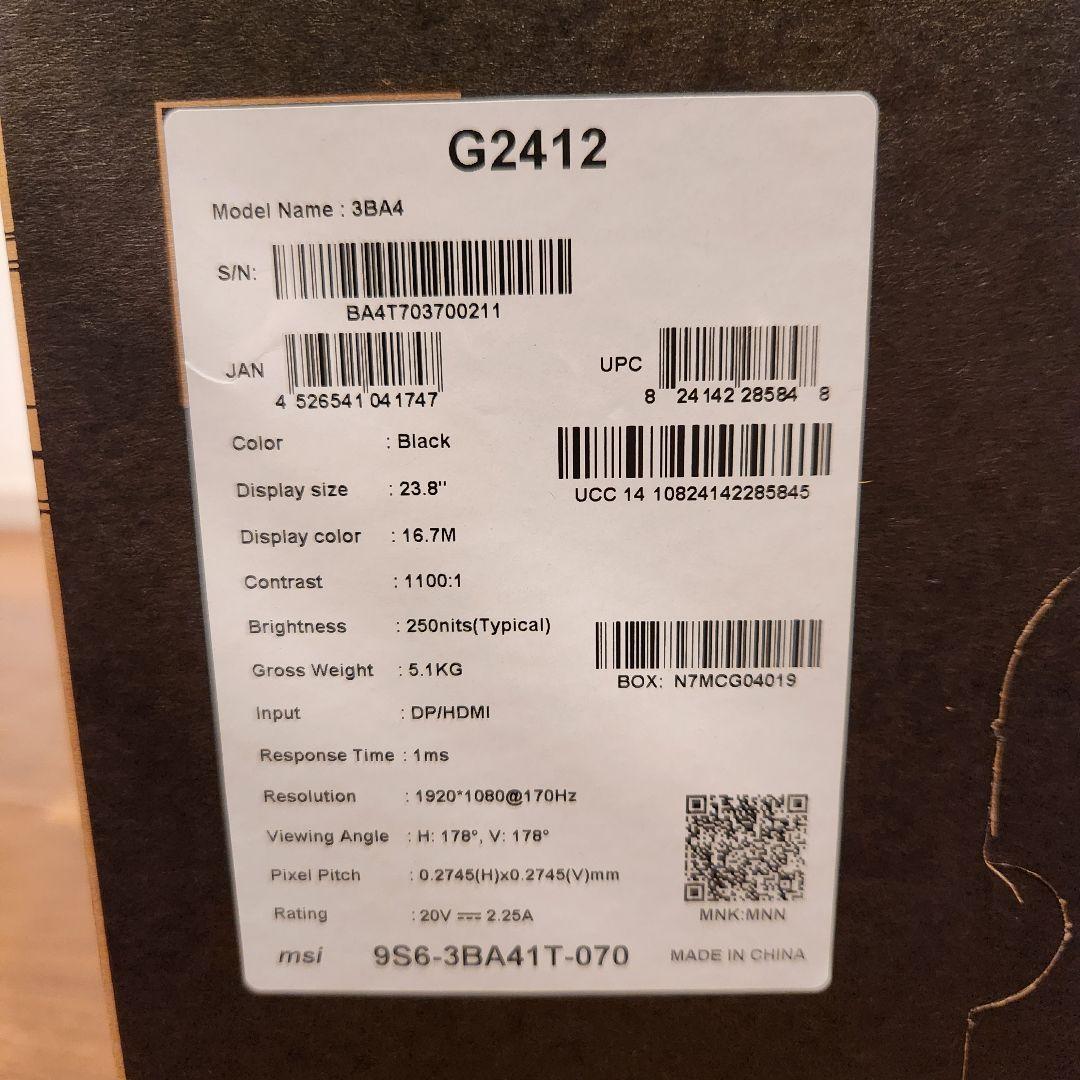 G2412
Model Name : 3BA4
S/N:
BA4T703700211
JAN
4 526541 041747
UPC
8 24142 28584 8
Color : Black
UCC 14 10824142285845
Display size : 23.8''
Display color : 16.7M
Contrast : 1100:1
Brightness : 250nits(Typical)
Gross Weight : 5.1KG
BOX: N7MCG04019
Input : DP/HDMI
Response Time : 1ms
Resolution : 1920*1080@170Hz
Viewing Angle : H: 178°, V: 178°
Pixel Pitch : 0.2745(H)x0.2745(V)mm
Rating : 20V ⎓ 2.25A
MNK:MNN
msi 9S6-3BA41T-070 MADE IN CHINA